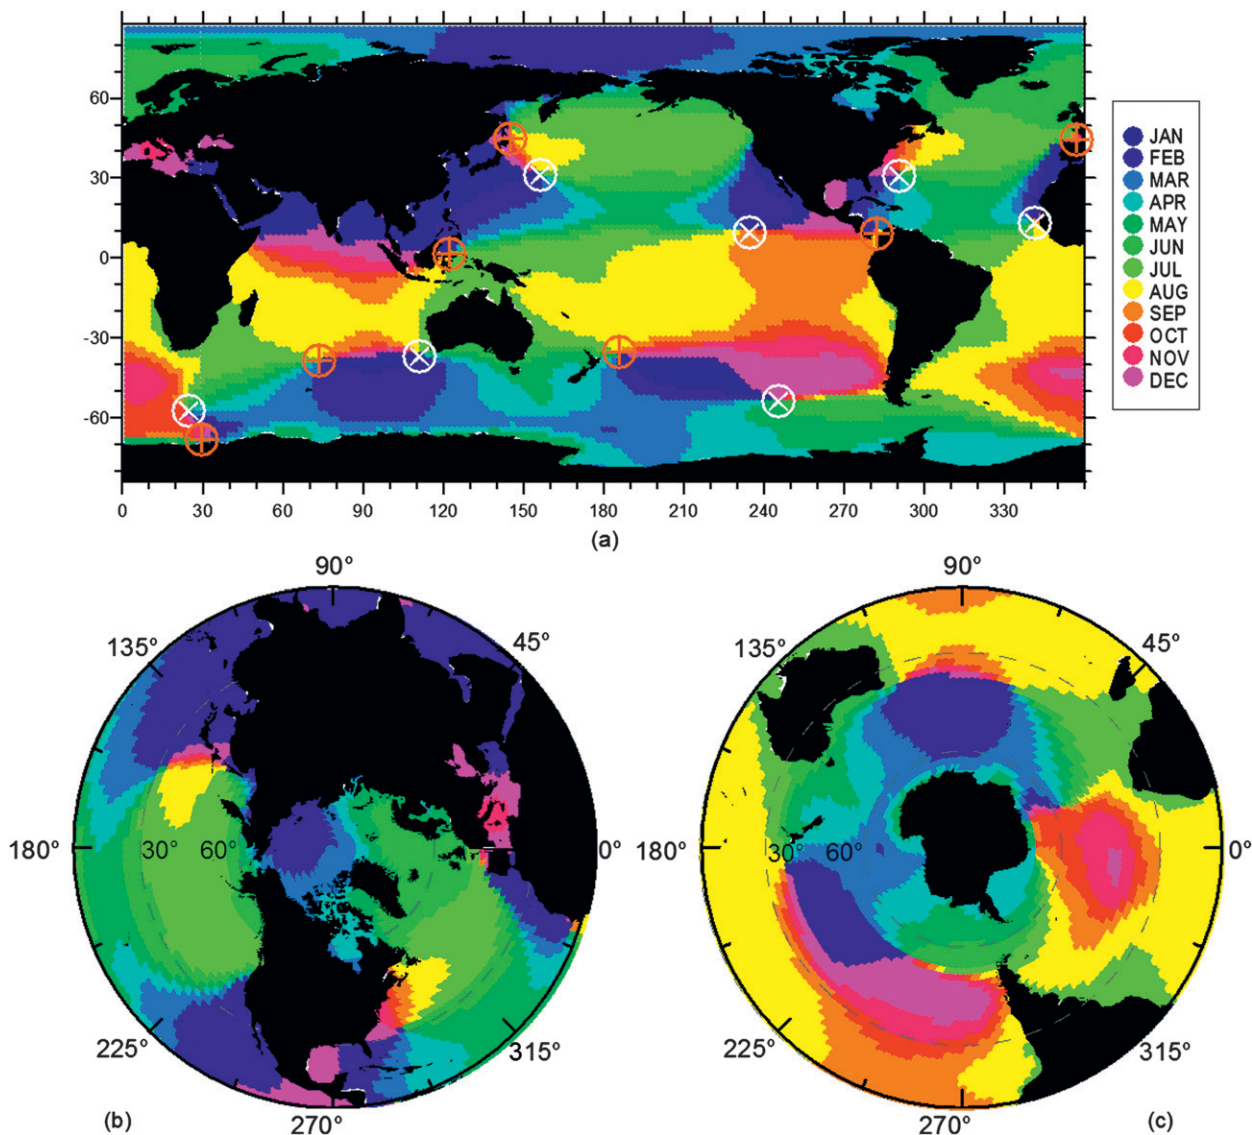 60
30
0
-30
-60
0 30 60 90 120 150 180 210 240 270 300 330
(a)
JAN
FEB
MAR
APR
MAY
JUN
JUL
AUG
SEP
OCT
NOV
DEC
90° 90°
135° 45° 135° 45°
180° 30° 60° 0° 180° 30° 60° 0°
225° 315° 225° 315°
(b) 270° 270° (c)